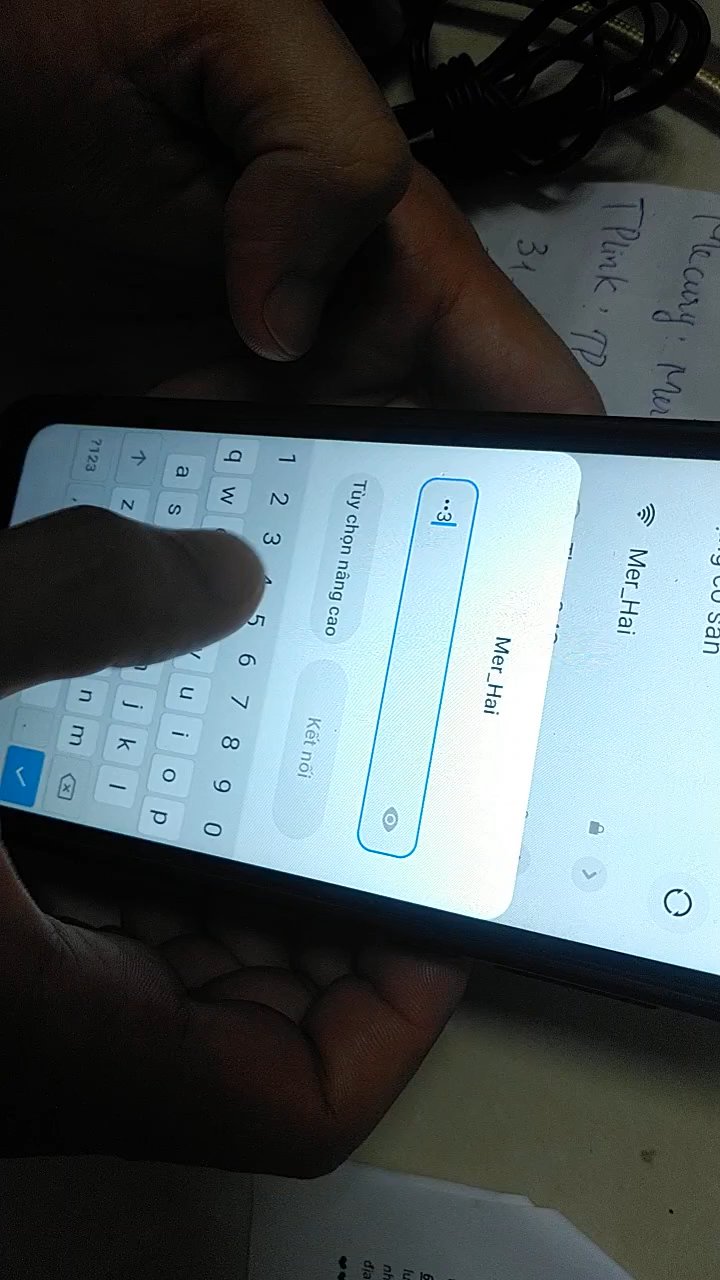 Mer_Hai
Mer_Hai
••3
Tùy chọn nâng cao
Kết nối
1 2 3 5 6 7 8 9 0
q w u i o p
a s j k l
z n m
?123
Mecury: Mer
TPlink: TP
31